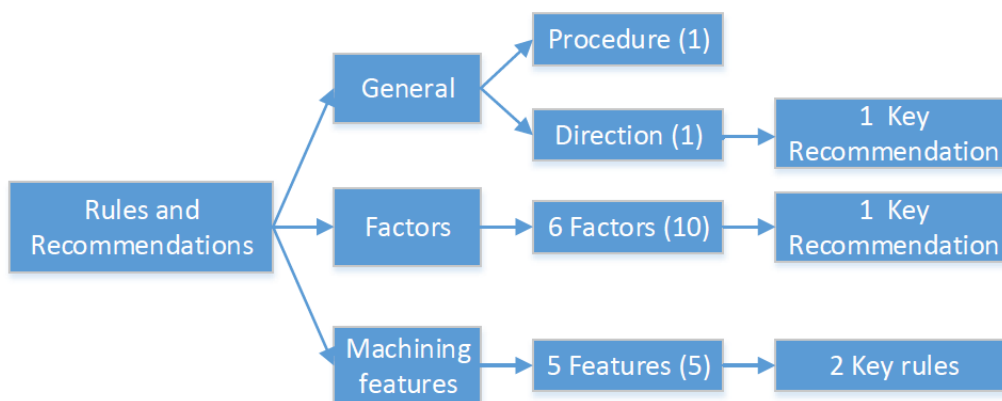 Procedure (1)
General
Direction (1)
1 Key
Recommendation
Rules and
Recommendations
Factors
6 Factors (10)
1 Key
Recommendation
Machining
features
5 Features (5)
2 Key rules